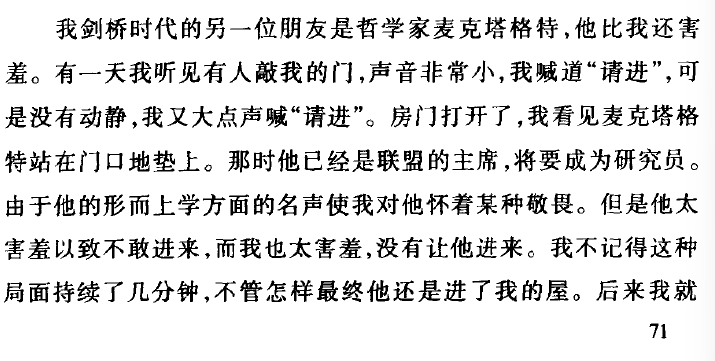 我剑桥时代的另一位朋友是哲学家麦克塔格特,他比我还害
羞。有一天我听见有人敲我的门,声音非常小,我喊道“请进”,可
是没有动静,我又大点声喊“请进”。房门打开了,我看见麦克塔格
特站在门口地垫上。那时他已经是联盟的主席,将要成为研究员。
由于他的形而上学方面的名声使我对他怀着某种敬畏。但是他太
害羞以致不敢进来,而我也太害羞,没有让他进来。我不记得这种
局面持续了几分钟,不管怎样最终他还是进了我的屋。后来我就
71